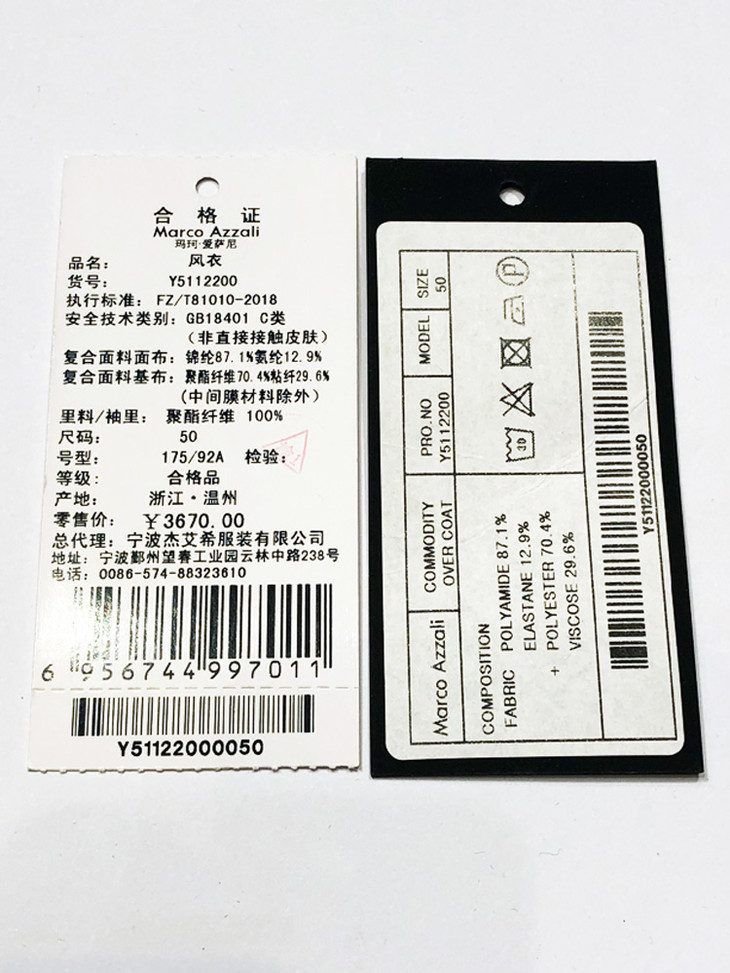 合格证
Marco Azzali
玛珂·爱萨尼
品名： 风衣
货号： Y5112200
执行标准： FZ/T81010-2018
安全技术类别：GB18401 C类
（非直接接触皮肤）
复合面料面布：锦纶87.1%氨纶12.9%
复合面料基布：聚酯纤维70.4%粘纤29.6%
（中间膜材料除外）
里料/袖里： 聚酯纤维 100%
尺码： 50
号型： 175/92A 检验：
等级： 合格品
产地： 浙江·温州
零售价： ￥3670.00
总代理：宁波杰艾希服装有限公司
地址：宁波鄞州望春工业园云林中路238号
电话：0086-574-88323610
6 956744 997011
Y51122000050
Marco Azzali
COMMODITY
OVER COAT
PRO.NO
Y5112200
MODEL
SIZE
50
COMPOSITION
FABRIC POLYAMIDE 87.1%
ELASTANE 12.9%
+ POLYESTER 70.4%
VISCOSE 29.6%
30
P
Y51122000050